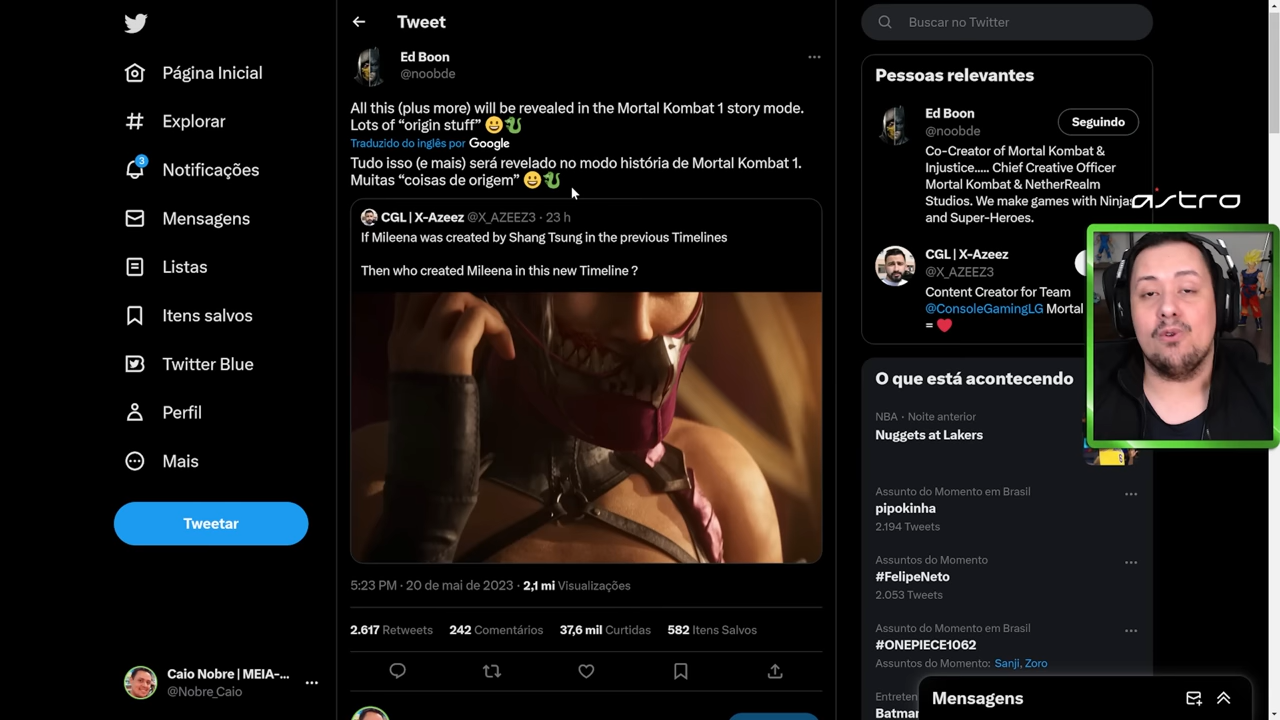 Tweet
Página Inicial
Explorar
3
Notificações
Mensagens
Listas
Itens salvos
Twitter Blue
Perfil
Mais
Tweetar
Caio Nobre | MEIA-...
@Nobre_Caio
Ed Boon
@noobde
All this (plus more) will be revealed in the Mortal Kombat 1 story mode.
Lots of “origin stuff” 😀🐉
Traduzido do inglês por Google
Tudo isso (e mais) será revelado no modo história de Mortal Kombat 1.
Muitas “coisas de origem” 😀🐉
CGL | X-Azeez @X_AZEEZ3 · 23 h
If Mileena was created by Shang Tsung in the previous Timelines
Then who created Mileena in this new Timeline ?
5:23 PM · 20 de mai de 2023 · 2,1 mi Visualizações
2.617 Retweets 242 Comentários 37,6 mil Curtidas 582 Itens Salvos
Buscar no Twitter
Pessoas relevantes
Ed Boon
@noobde
Seguindo
Co-Creator of Mortal Kombat &
Injustice..... Chief Creative Officer
Mortal Kombat & NetherRealm
Studios. We make games with Ninjas
and Super-Heroes.
astro
CGL | X-Azeez
@X_AZEEZ3
Content Creator for Team
@ConsoleGamingLG Mortal
= ❤️
O que está acontecendo
NBA · Noite anterior
Nuggets at Lakers
Assunto do Momento em Brasil
pipokinha
2.194 Tweets
Assuntos do Momento
#FelipeNeto
2.053 Tweets
Assunto do Momento em Brasil
#ONEPIECE1062
Assuntos do Momento: Sanji, Zoro
Entreten
Batmar
Mensagens